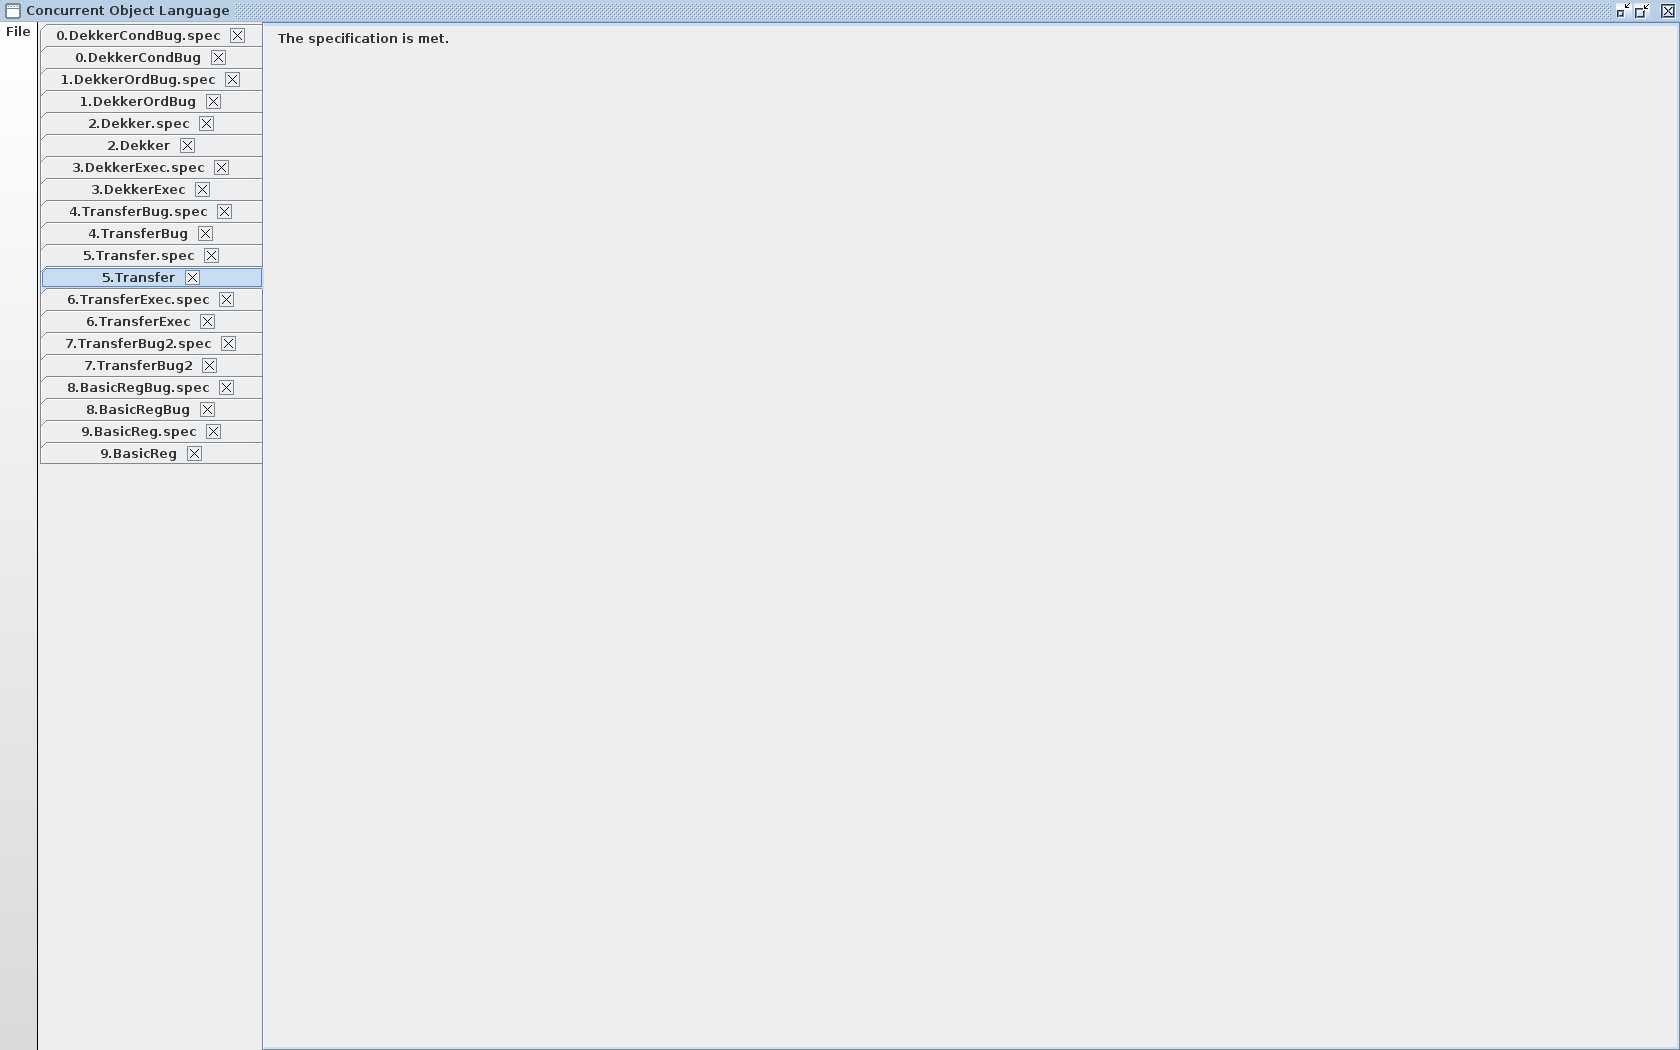 Concurrent Object Language
File
0.DekkerCondBug.spec
0.DekkerCondBug
1.DekkerOrdBug.spec
1.DekkerOrdBug
2.Dekker.spec
2.Dekker
3.DekkerExec.spec
3.DekkerExec
4.TransferBug.spec
4.TransferBug
5.Transfer.spec
5.Transfer
6.TransferExec.spec
6.TransferExec
7.TransferBug2.spec
7.TransferBug2
8.BasicRegBug.spec
8.BasicRegBug
9.BasicReg.spec
9.BasicReg
The specification is met.